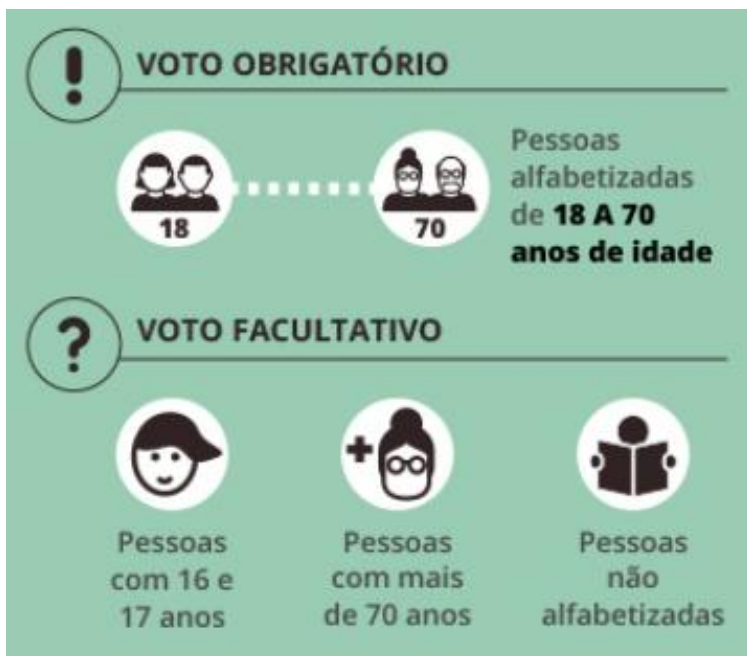 VOTO OBRIGATÓRIO
18
70
Pessoas
alfabetizadas
de 18 A 70
anos de idade
VOTO FACULTATIVO
Pessoas
com 16 e
17 anos
Pessoas
com mais
de 70 anos
Pessoas
não
alfabetizadas